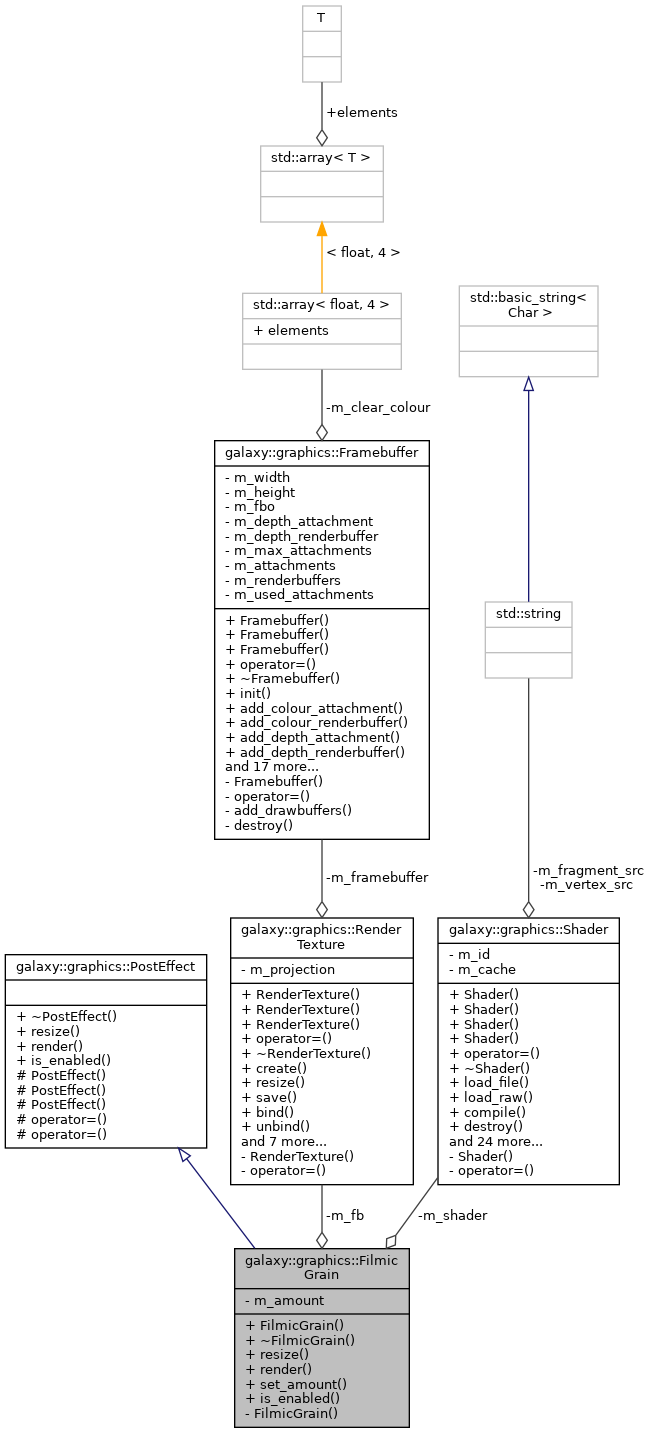 T
+elements
std::array< T >
< float, 4 >
std::array< float, 4 >
+ elements
std::basic_string<
Char >
-m_clear_colour
galaxy::graphics::Framebuffer
- m_width
- m_height
- m_fbo
- m_depth_attachment
- m_depth_renderbuffer
- m_max_attachments
- m_attachments
- m_renderbuffers
- m_used_attachments
+ Framebuffer()
+ Framebuffer()
+ Framebuffer()
+ operator=()
+ ~Framebuffer()
+ init()
+ add_colour_attachment()
+ add_colour_renderbuffer()
+ add_depth_attachment()
+ add_depth_renderbuffer()
and 17 more...
- Framebuffer()
- operator=()
- add_drawbuffers()
- destroy()
std::string
-m_framebuffer
-m_fragment_src
-m_vertex_src
galaxy::graphics::PostEffect
+ ~PostEffect()
+ resize()
+ render()
+ is_enabled()
# PostEffect()
# PostEffect()
# PostEffect()
# operator=()
# operator=()
galaxy::graphics::Render
Texture
- m_projection
+ RenderTexture()
+ RenderTexture()
+ RenderTexture()
+ operator=()
+ ~RenderTexture()
+ create()
+ resize()
+ save()
+ bind()
+ unbind()
and 7 more...
- RenderTexture()
- operator=()
galaxy::graphics::Shader
- m_id
- m_cache
+ Shader()
+ Shader()
+ Shader()
+ Shader()
+ operator=()
+ ~Shader()
+ load_file()
+ load_raw()
+ compile()
+ destroy()
and 24 more...
- Shader()
- operator=()
-m_fb
-m_shader
galaxy::graphics::Filmic
Grain
- m_amount
+ FilmicGrain()
+ ~FilmicGrain()
+ resize()
+ render()
+ set_amount()
+ is_enabled()
- FilmicGrain()